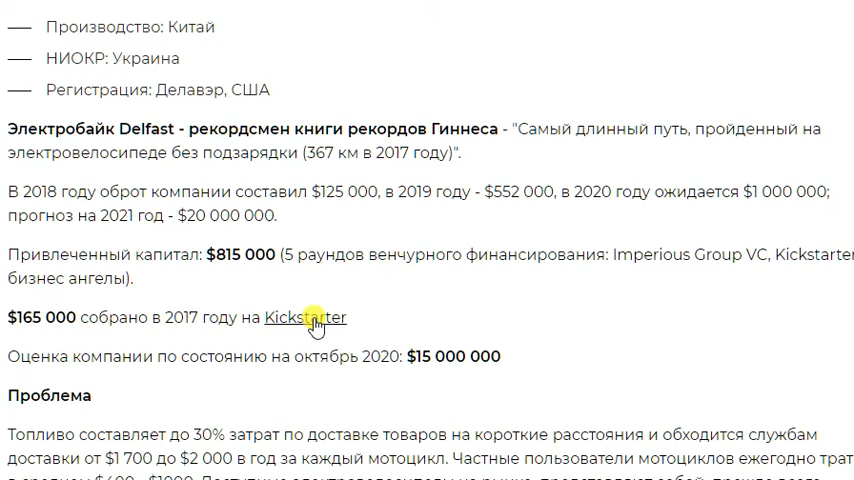 Производство: Китай
НИОКР: Украина
Регистрация: Делавэр, США
Электробайк Delfast - рекордсмен книги рекордов Гиннеса - "Самый длинный путь, пройденный на
электровелосипеде без подзарядки (367 км в 2017 году)".
В 2018 году оборот компании составил $125 000, в 2019 году - $552 000, в 2020 году ожидается $1 000 000;
прогноз на 2021 год - $20 000 000.
Привлеченный капитал: $815 000 (5 раундов венчурного финансирования: Imperious Group VC, Kickstarter
бизнес ангелы).
$165 000 собрано в 2017 году на Kickstarter
Оценка компании по состоянию на октябрь 2020: $15 000 000
Проблема
Топливо составляет до 30% затрат по доставке товаров на короткие расстояния и обходится службам
доставки от $1 700 до $2 000 в год за каждый мотоцикл. Частные пользователи мотоциклов ежегодно трат